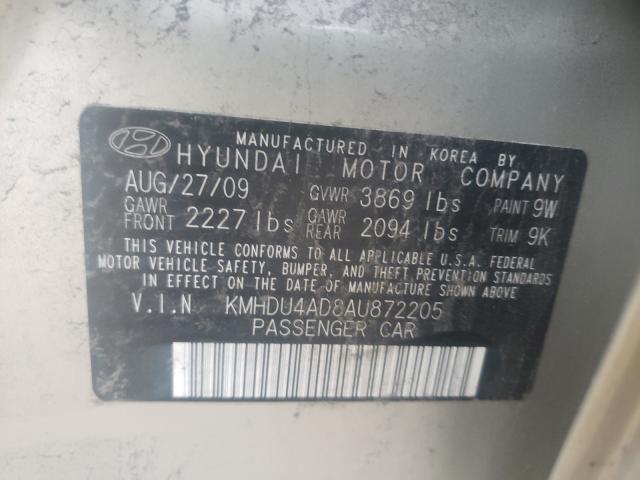 MANUFACTURED IN KOREA BY
HYUNDAI MOTOR COMPANY
AUG/27/09 GVWR 3869 lbs PAINT 9W
GAWR FRONT 2227 lbs GAWR REAR 2094 lbs TRIM 9K
THIS VEHICLE CONFORMS TO ALL APPLICABLE U.S.A. FEDERAL
MOTOR VEHICLE SAFETY, BUMPER, AND THEFT PREVENTION STANDARDS
IN EFFECT ON THE DATE OF MANUFACTURE SHOWN ABOVE
V.I.N KMHDU4AD8AU872205
PASSENGER CAR